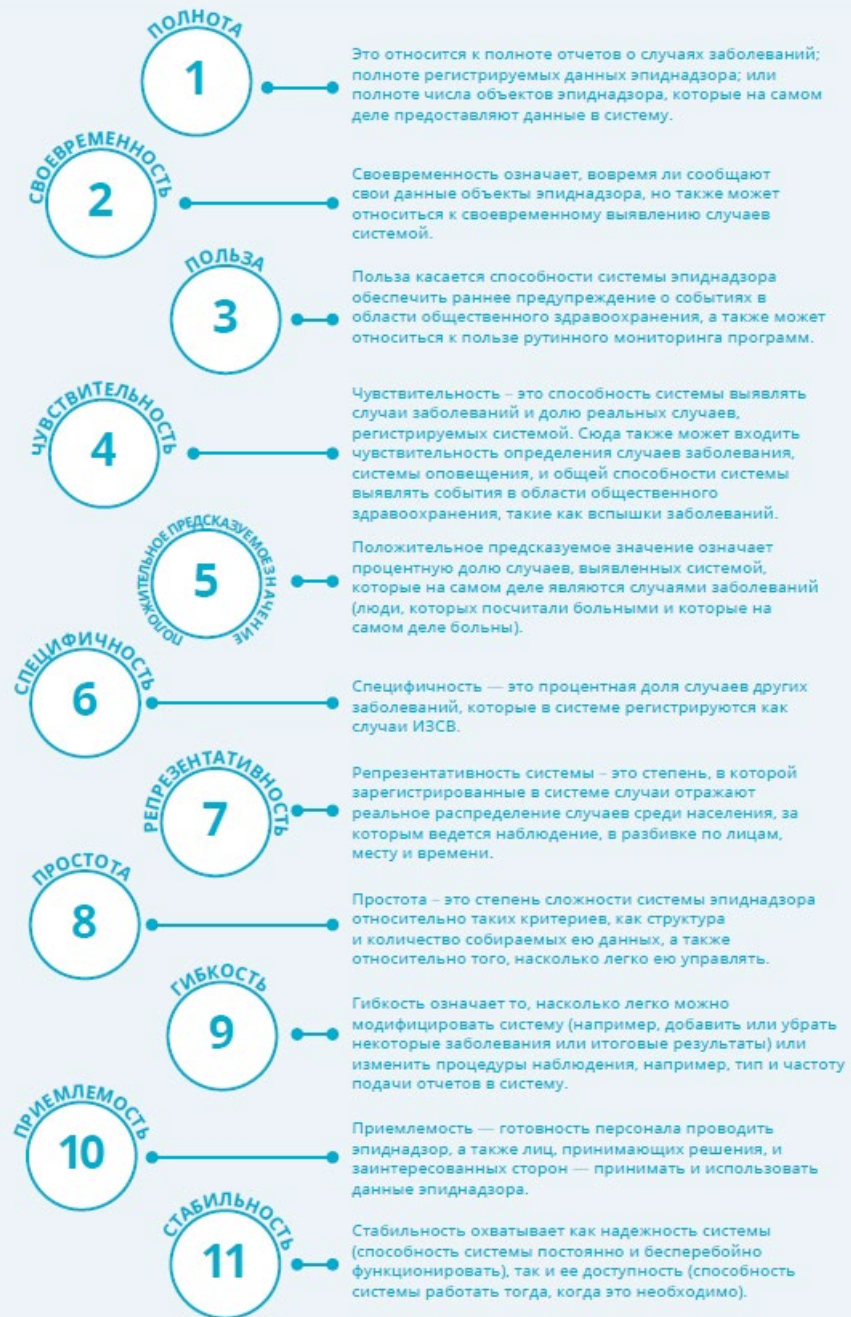 ПОЛНОТА
1
Это относится к полноте отчетов о случаях заболеваний;
полноте регистрируемых данных эпиднадзора; или
полноте числа объектов эпиднадзора, которые на самом
деле предоставляют данные в систему.
СВОЕВРЕМЕННОСТЬ
2
Своевременность означает, вовремя ли сообщают
свои данные объекты эпиднадзора, но также может
относиться к своевременному выявлению случаев
системой.
ПОЛЬЗА
3
Польза касается способности системы эпиднадзора
обеспечить раннее предупреждение о событиях в
области общественного здравоохранения, а также может
относиться к пользе рутинного мониторинга программ.
ЧУВСТВИТЕЛЬНОСТЬ
4
Чувствительность – это способность системы выявлять
случаи заболеваний и долю реальных случаев,
регистрируемых системой. Сюда также может входить
чувствительность определения случаев заболевания,
системы оповещения, и общей способности системы
выявлять события в области общественного
здравоохранения, такие как вспышки заболеваний.
ПОЛОЖИТЕЛЬНОЕ ПРЕДСКАЗУЕМОЕ ЗНАЧЕНИЕ
5
Положительное предсказуемое значение означает
процентную долю случаев, выявленных системой,
которые на самом деле являются случаями заболеваний
(люди, которых посчитали больными и которые на
самом деле больны).
СПЕЦИФИЧНОСТЬ
6
Специфичность — это процентная доля случаев других
заболеваний, которые в системе регистрируются как
случаи ИЗСВ.
РЕПРЕЗЕНТАТИВНОСТЬ
7
Репрезентативность системы – это степень, в которой
зарегистрированные в системе случаи отражают
реальное распределение случаев среди населения, за
которым ведется наблюдение, в разбивке по лицам,
месту и времени.
ПРОСТОТА
8
Простота – это степень сложности системы эпиднадзора
относительно таких критериев, как структура
и количество собираемых ею данных, а также
относительно того, насколько легко ею управлять.
ГИБКОСТЬ
9
Гибкость означает то, насколько легко можно
модифицировать систему (например, добавить или убрать
некоторые заболевания или итоговые результаты) или
изменить процедуры наблюдения, например, тип и частоту
подачи отчетов в систему.
ПРИЕМЛЕМОСТЬ
10
Приемлемость — готовность персонала проводить
эпиднадзор, а также лиц, принимающих решения, и
заинтересованных сторон — принимать и использовать
данные эпиднадзора.
СТАБИЛЬНОСТЬ
11
Стабильность охватывает как надежность системы
(способность системы постоянно и бесперебойно
функционировать), так и ее доступность (способность
системы работать тогда, когда это необходимо).